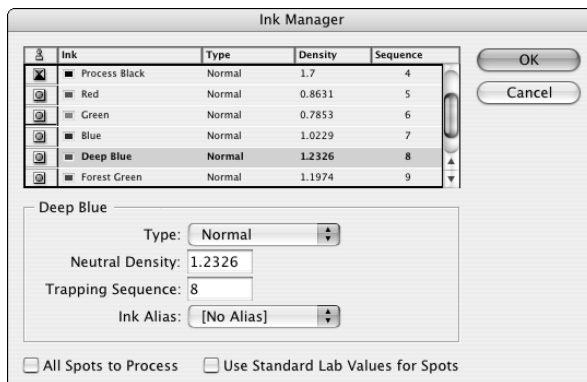 Ink Manager
Ink Type Density Sequence
Process Black Normal 1.7 4
Red Normal 0.8631 5
Green Normal 0.7853 6
Blue Normal 1.0229 7
Deep Blue Normal 1.2326 8
Forest Green Normal 1.1974 9
OK
Cancel
Deep Blue
Type: Normal
Neutral Density: 1.2326
Trapping Sequence: 8
Ink Alias: [No Alias]
All Spots to Process Use Standard Lab Values for Spots